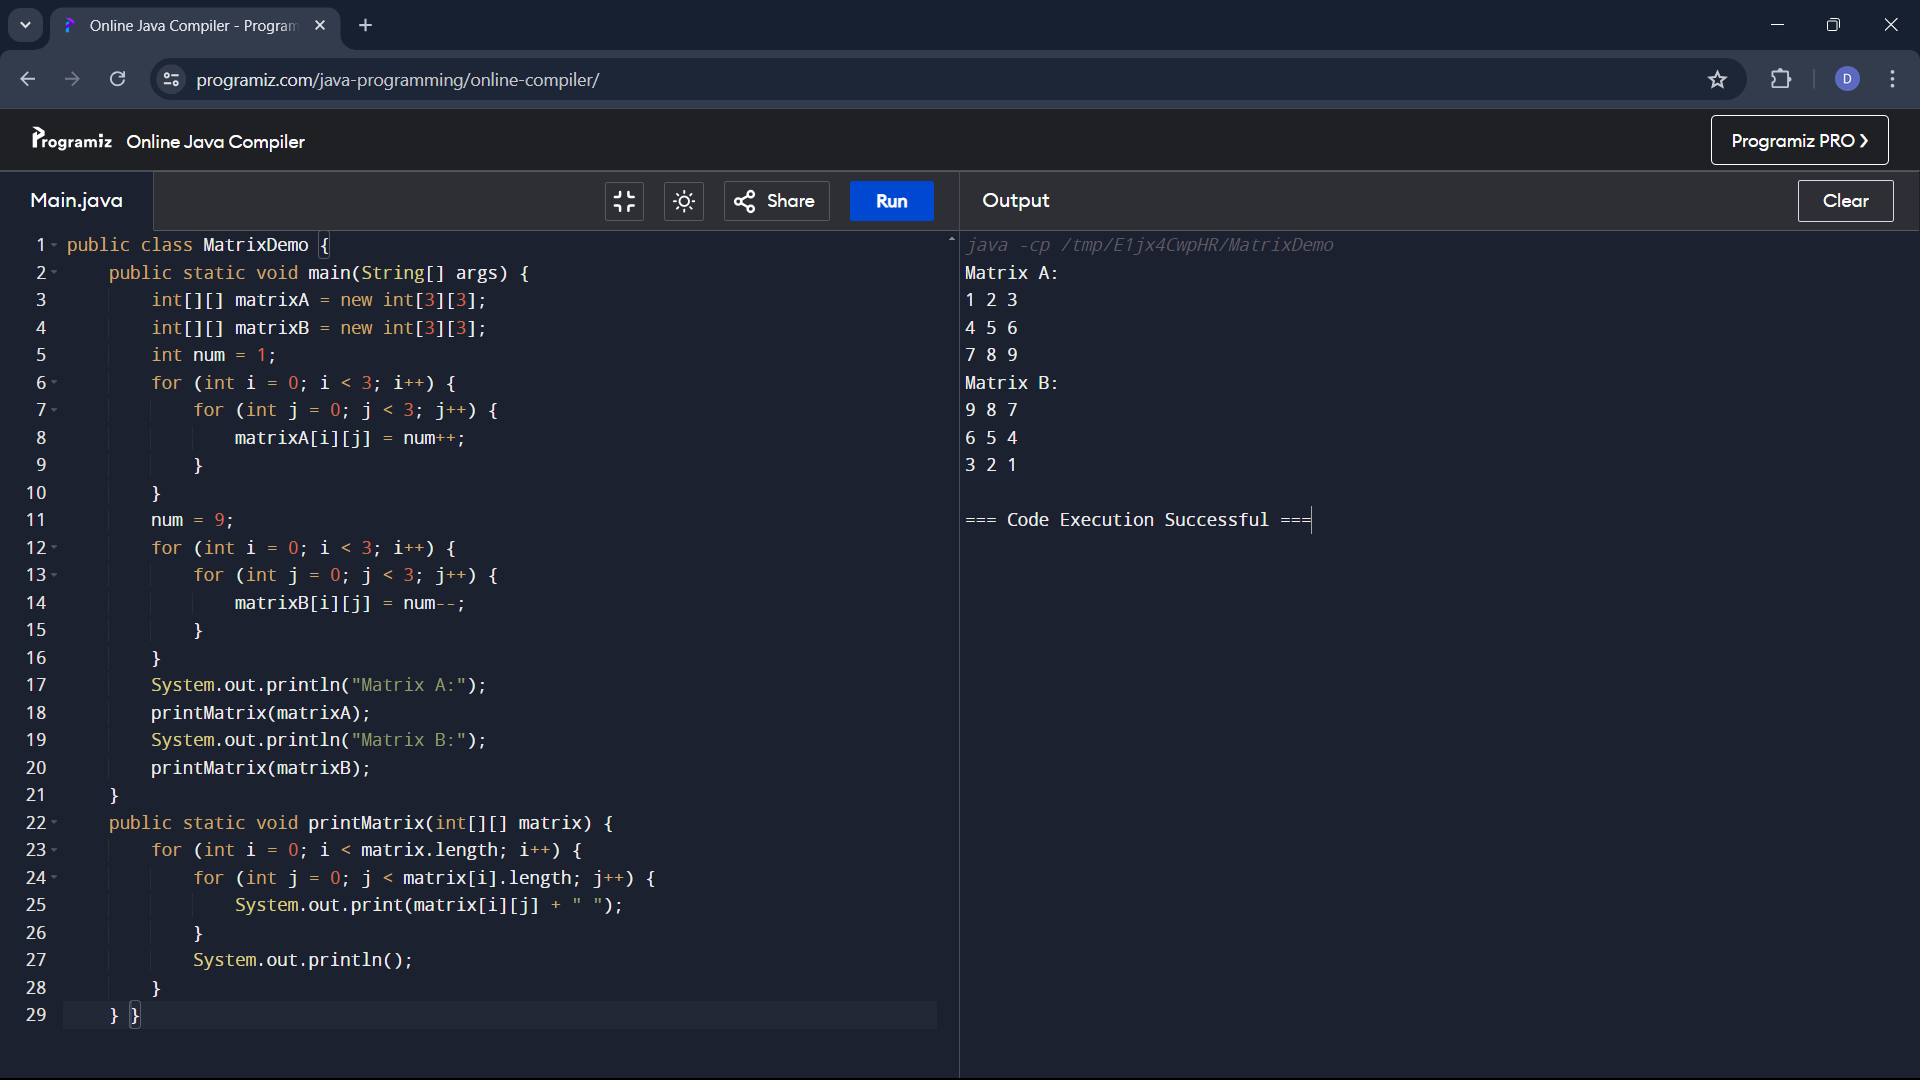 Online Java Compiler - Program
programiz.com/java-programming/online-compiler/
D
Programiz Online Java Compiler
Programiz PRO
Main.java
Share
Run
Output
Clear
1 public class MatrixDemo {
2     public static void main(String[] args) {
3         int[][] matrixA = new int[3][3];
4         int[][] matrixB = new int[3][3];
5         int num = 1;
6         for (int i = 0; i < 3; i++) {
7             for (int j = 0; j < 3; j++) {
8                 matrixA[i][j] = num++;
9             }
10         }
11         num = 9;
12         for (int i = 0; i < 3; i++) {
13             for (int j = 0; j < 3; j++) {
14                 matrixB[i][j] = num--;
15             }
16         }
17         System.out.println("Matrix A:");
18         printMatrix(matrixA);
19         System.out.println("Matrix B:");
20         printMatrix(matrixB);
21     }
22     public static void printMatrix(int[][] matrix) {
23         for (int i = 0; i < matrix.length; i++) {
24             for (int j = 0; j < matrix[i].length; j++) {
25                 System.out.print(matrix[i][j] + " ");
26             }
27             System.out.println();
28         }
29     } }
java -cp /tmp/E1jx4CwpHR/MatrixDemo
Matrix A:
1 2 3
4 5 6
7 8 9
Matrix B:
9 8 7
6 5 4
3 2 1
=== Code Execution Successful ===